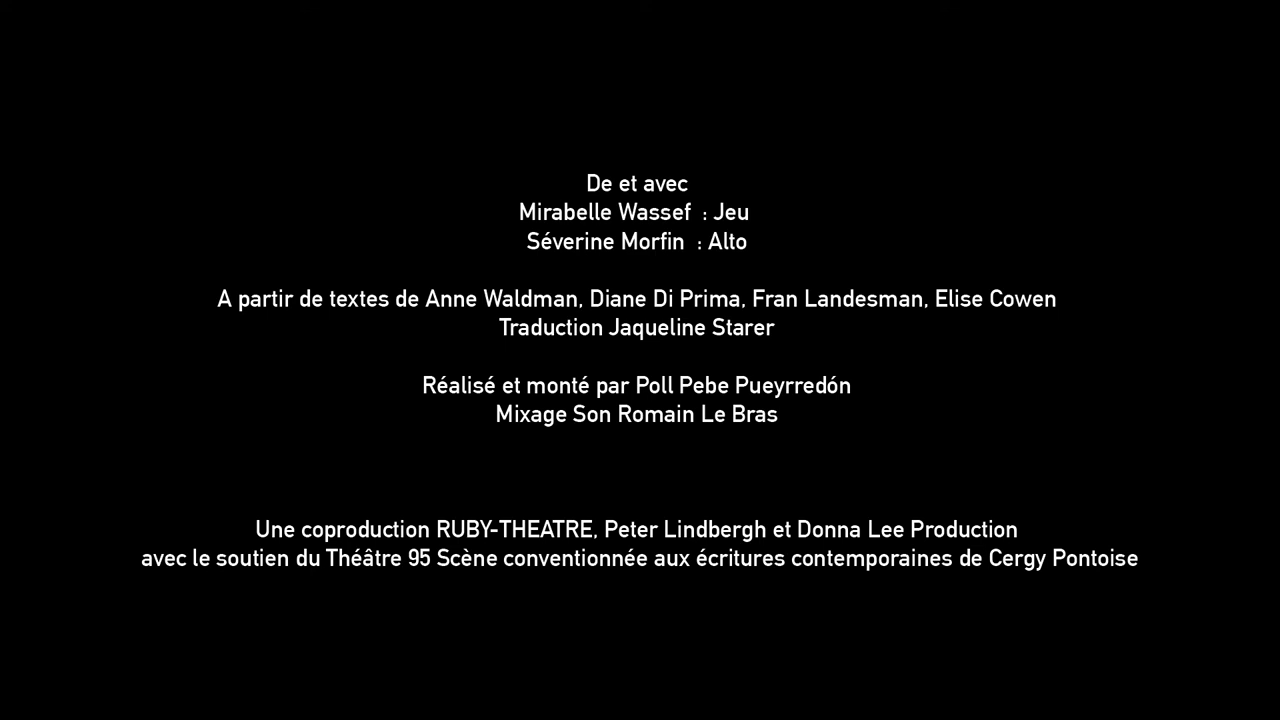 De et avec
Mirabelle Wassef  : Jeu
Séverine Morfin  : Alto
A partir de textes de Anne Waldman, Diane Di Prima, Fran Landesman, Elise Cowen
Traduction Jaqueline Starer
Réalisé et monté par Poll Pebe Pueyrredón
Mixage Son Romain Le Bras
Une coproduction RUBY-THEATRE, Peter Lindbergh et Donna Lee Production
avec le soutien du Théâtre 95 Scène conventionnée aux écritures contemporaines de Cergy Pontoise